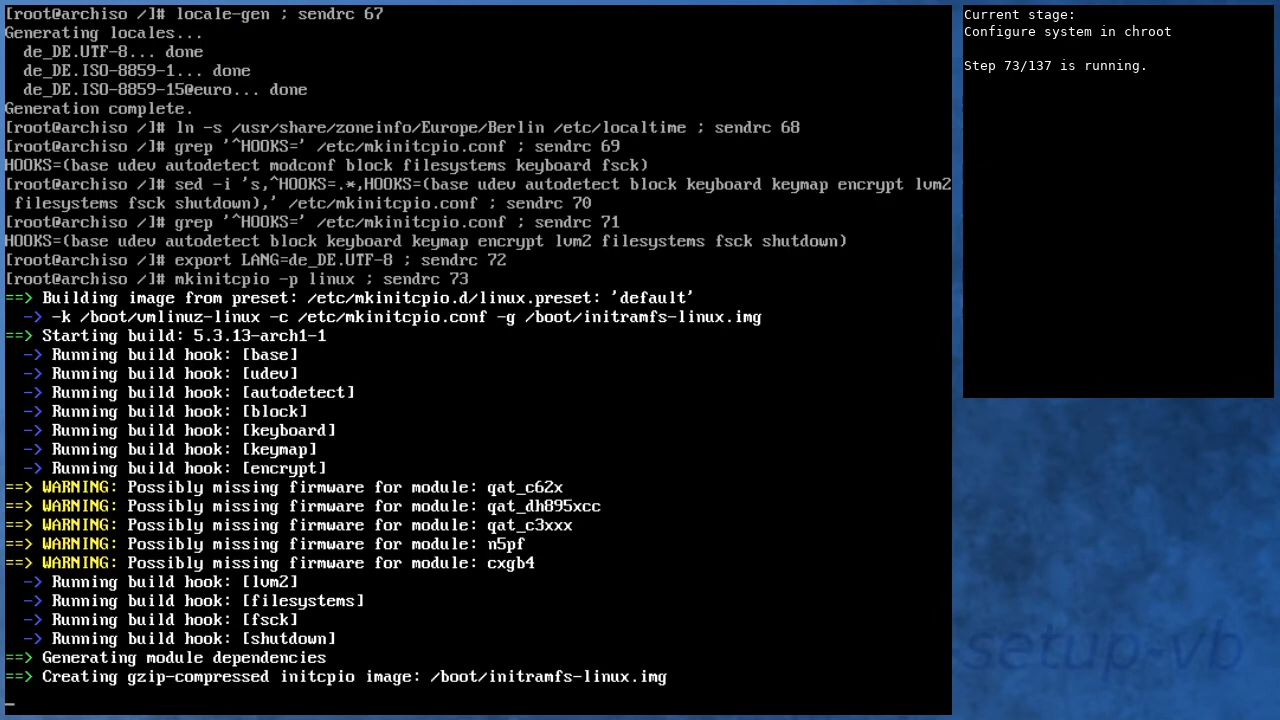 [root@archiso /]# locale-gen ; sendrc 67
Generating locales...
  de_DE.UTF-8... done
  de_DE.ISO-8859-1... done
  de_DE.ISO-8859-15@euro... done
Generation complete.
[root@archiso /]# ln -s /usr/share/zoneinfo/Europe/Berlin /etc/localtime ; sendrc 68
[root@archiso /]# grep '^HOOKS=' /etc/mkinitcpio.conf ; sendrc 69
HOOKS=(base udev autodetect modconf block filesystems keyboard fsck)
[root@archiso /]# sed -i 's,^HOOKS=.*,HOOKS=(base udev autodetect block keyboard keymap encrypt lvm2
 filesystems fsck shutdown),' /etc/mkinitcpio.conf ; sendrc 70
[root@archiso /]# grep '^HOOKS=' /etc/mkinitcpio.conf ; sendrc 71
HOOKS=(base udev autodetect block keyboard keymap encrypt lvm2 filesystems fsck shutdown)
[root@archiso /]# export LANG=de_DE.UTF-8 ; sendrc 72
[root@archiso /]# mkinitcpio -p linux ; sendrc 73
==> Building image from preset: /etc/mkinitcpio.d/linux.preset: 'default'
  -> -k /boot/vmlinuz-linux -c /etc/mkinitcpio.conf -g /boot/initramfs-linux.img
==> Starting build: 5.3.13-arch1-1
  -> Running build hook: [base]
  -> Running build hook: [udev]
  -> Running build hook: [autodetect]
  -> Running build hook: [block]
  -> Running build hook: [keyboard]
  -> Running build hook: [keymap]
  -> Running build hook: [encrypt]
==> WARNING: Possibly missing firmware for module: qat_c62x
==> WARNING: Possibly missing firmware for module: qat_dh895xcc
==> WARNING: Possibly missing firmware for module: qat_c3xxx
==> WARNING: Possibly missing firmware for module: n5pf
==> WARNING: Possibly missing firmware for module: cxgb4
  -> Running build hook: [lvm2]
  -> Running build hook: [filesystems]
  -> Running build hook: [fsck]
  -> Running build hook: [shutdown]
==> Generating module dependencies
==> Creating gzip-compressed initcpio image: /boot/initramfs-linux.img
_
Current stage:
Configure system in chroot
Step 73/137 is running.
setup-vb